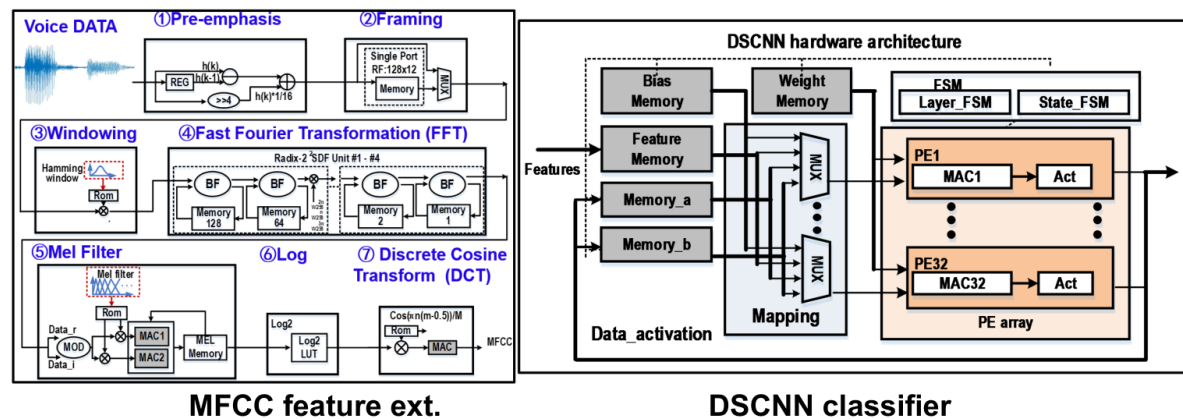 Voice DATA
①Pre-emphasis
REG
h(k)
h(k-1)
>>4
h(k)*1/16
②Framing
Single Port
RF:128x12
Memory
MUX
③Windowing
Hamming
window
Rom
④Fast Fourier Transformation (FFT)
Radix-2 2SDF Unit #1 - #4
BF
BF
BF
BF
Memory
128
Memory
64
Memory
2
Memory
1
⑤Mel Filter
Mel filter
Rom
Data_r
Data_i
MOD
MAC1
MAC2
MEL
Memory
⑥Log
Log2
Log2
LUT
⑦ Discrete Cosine
Transform (DCT)
Cos(πn(m-0.5))/M
Rom
MAC
MFCC
MFCC feature ext.
DSCNN hardware architecture
Bias
Memory
Weight
Memory
FSM
Layer_FSM
State_FSM
Feature
Memory
Features
Memory_a
Memory_b
MUX
MUX
Mapping
Data_activation
PE1
MAC1
Act
PE32
MAC32
Act
PE array
DSCNN classifier